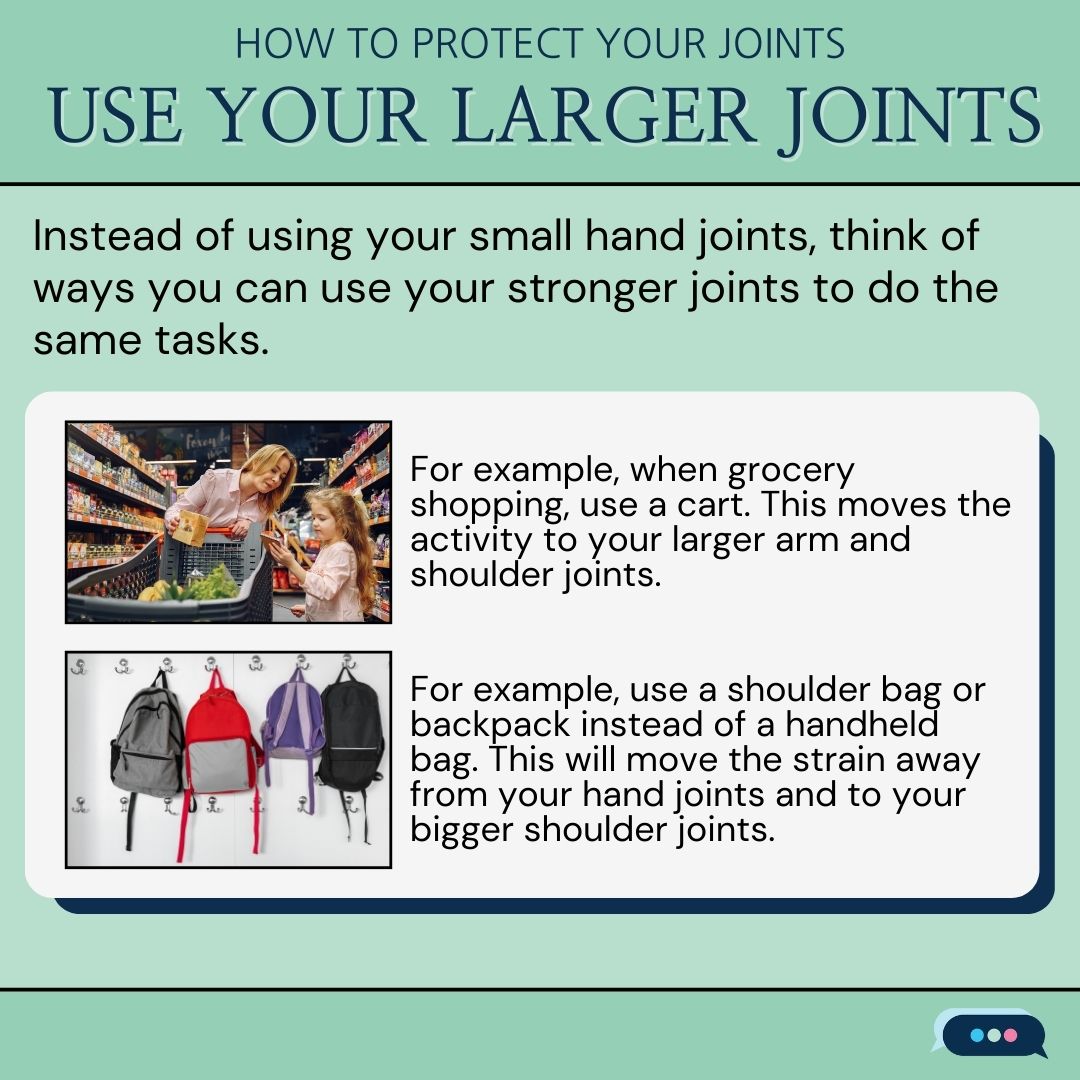 HOW TO PROTECT YOUR JOINTS
USE YOUR LARGER JOINTS
Instead of using your small hand joints, think of
ways you can use your stronger joints to do the
same tasks.
For example, when grocery
shopping, use a cart. This moves the
activity to your larger arm and
shoulder joints.
For example, use a shoulder bag or
backpack instead of a handheld
bag. This will move the strain away
from your hand joints and to your
bigger shoulder joints.